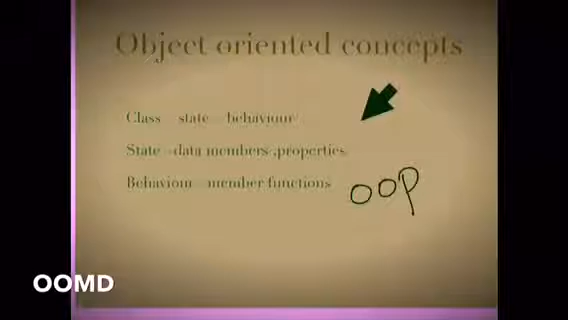 Object oriented concepts
Class state behaviour
State data members ,properties
Behaviour member functions
oop
OOMD